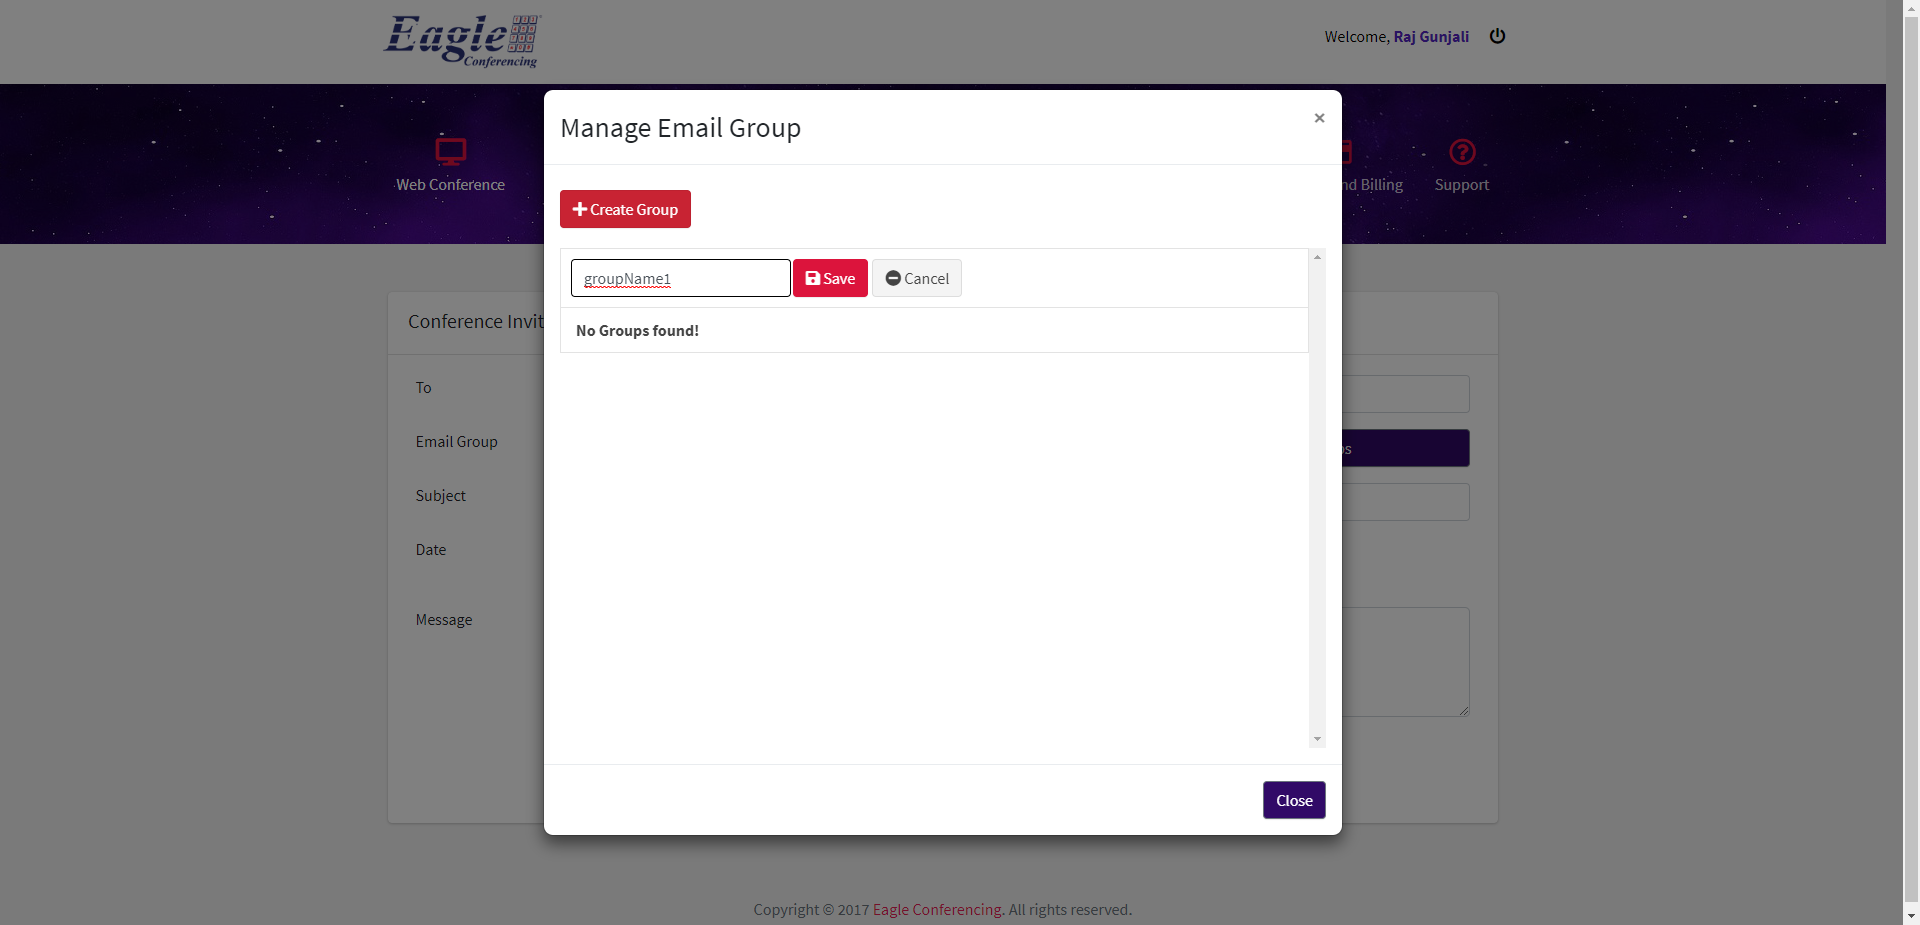 Eagle
Conferencing
Welcome, Raj Gunjali
Web Conference
nd Billing
Support
Manage Email Group
×
Create Group
groupName1
Save
Cancel
No Groups found!
Conference Invit
To
Email Group
Subject
Date
Message
Close
Copyright © 2017 Eagle Conferencing. All rights reserved.